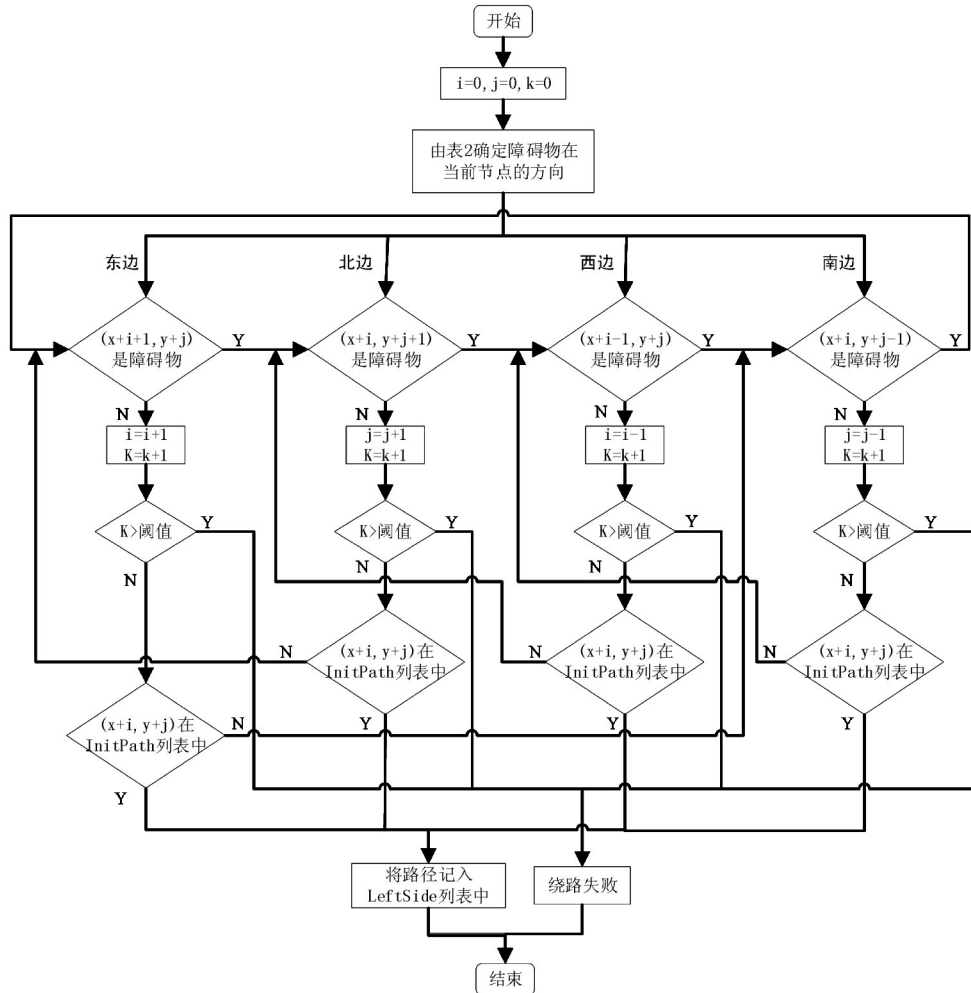 开始
i=0,j=0,k=0
由表2确定障碍物在
当前节点的方向
东边
北边
西边
南边
(x+i+1,y+j)
是障碍物
Y
(x+i,y+j+1)
是障碍物
Y
(x+i-1,y+j)
是障碍物
Y
(x+i,y+j-1)
是障碍物
Y
N
N
N
N
i=i+1
K=k+1
j=j+1
K=k+1
i=i-1
K=k+1
j=j-1
K=k+1
K>阈值
Y
K>阈值
Y
K>阈值
Y
K>阈值
Y
N
N
N
N
N
(x+i,y+j)在
InitPath列表中
N
(x+i,y+j)在
InitPath列表中
N
(x+i,y+j)在
InitPath列表中
(x+i,y+j)在
InitPath列表中
N
Y
Y
Y
Y
将路径记入
LeftSide列表中
绕路失败
结束